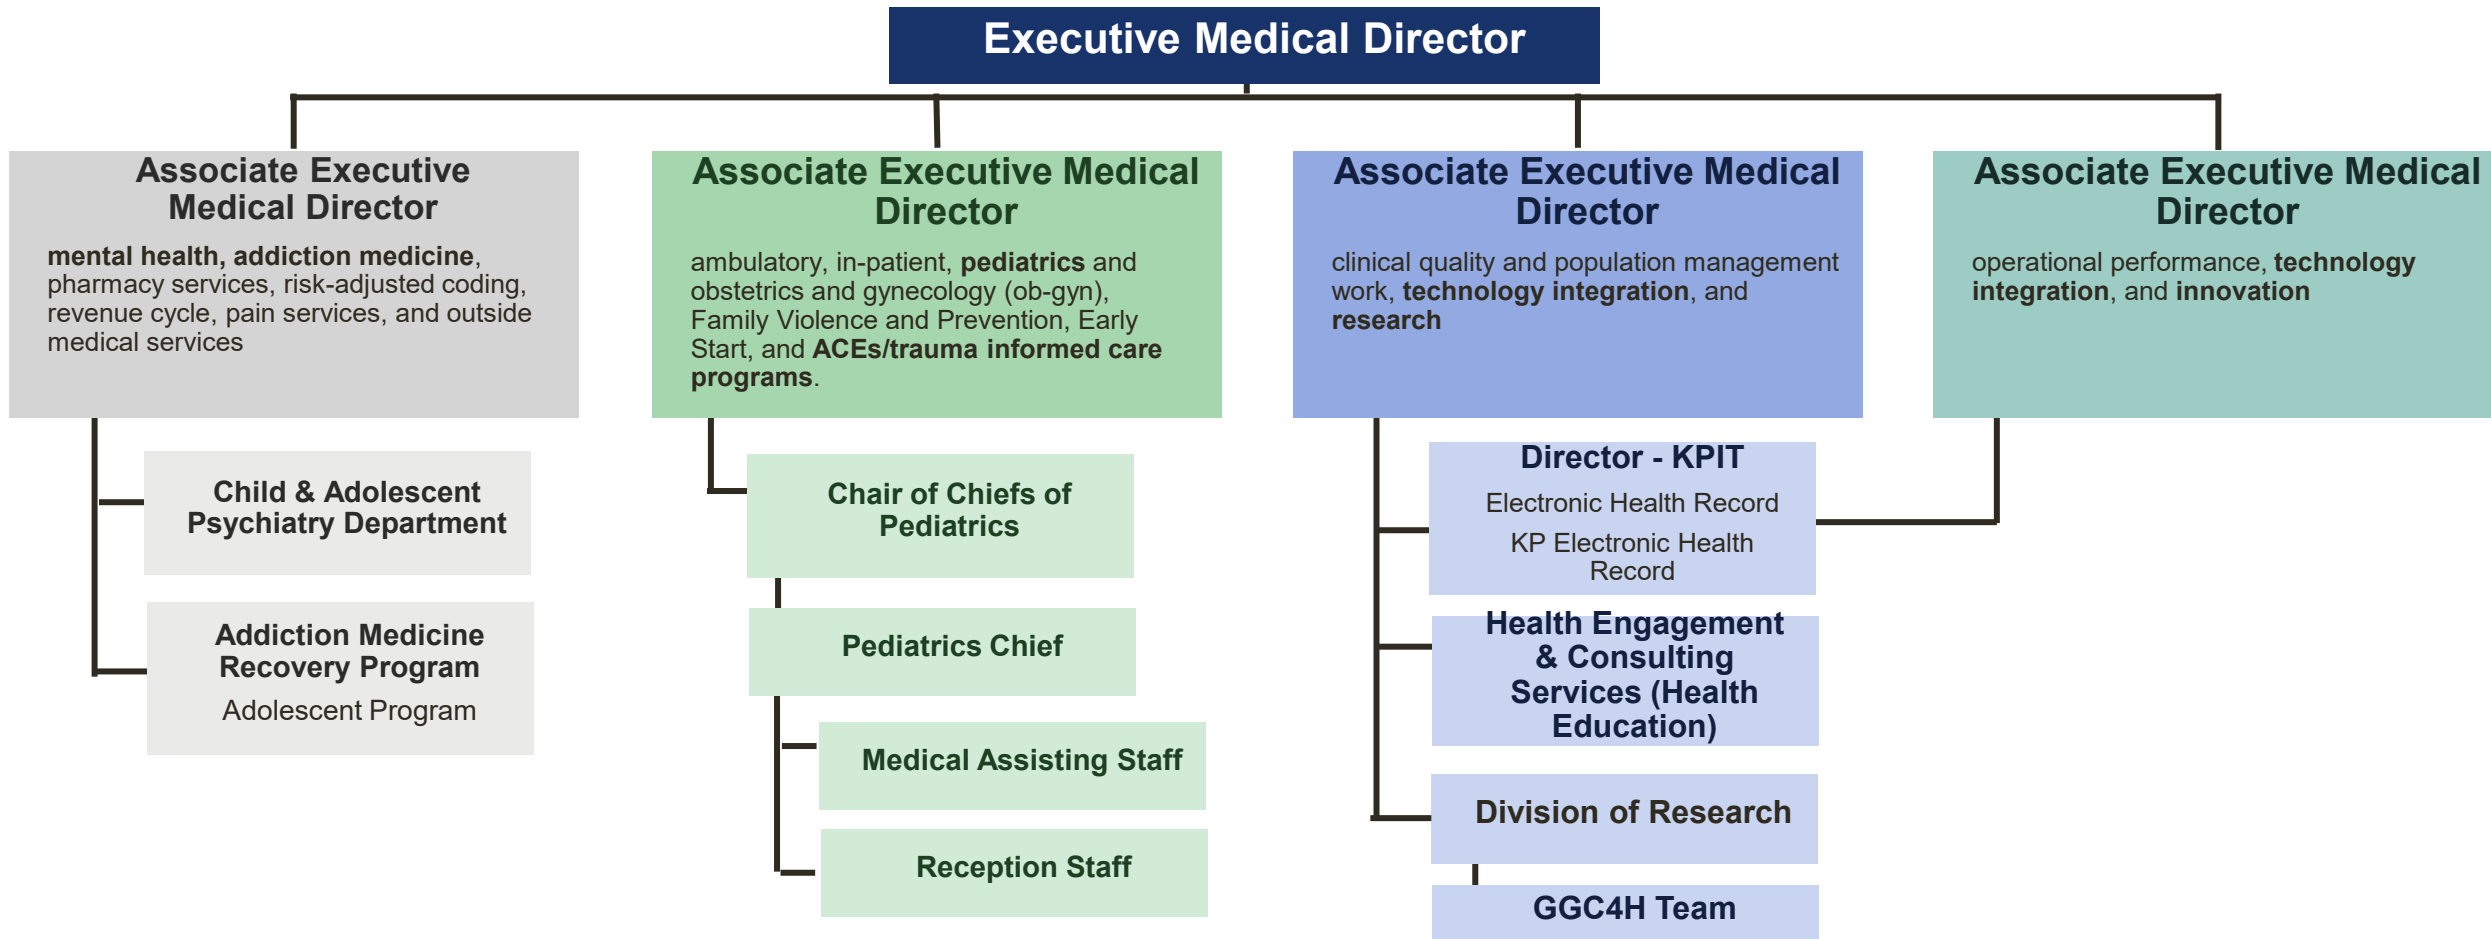 Executive Medical Director
Associate Executive
Medical Director
mental health, addiction medicine,
pharmacy services, risk-adjusted coding,
revenue cycle, pain services, and outside
medical services
Child & Adolescent
Psychiatry Department
Addiction Medicine
Recovery Program
Adolescent Program
Associate Executive Medical
Director
ambulatory, in-patient, pediatrics and
obstetrics and gynecology (ob-gyn),
Family Violence and Prevention, Early
Start, and ACEs/trauma informed care
programs.
Chair of Chiefs of
Pediatrics
Pediatrics Chief
Medical Assisting Staff
Reception Staff
Associate Executive Medical
Director
clinical quality and population management
work, technology integration, and
research
Director - KPIT
Electronic Health Record
KP Electronic Health
Record
Health Engagement
& Consulting
Services (Health
Education)
Division of Research
GGC4H Team
Associate Executive Medical
Director
operational performance, technology
integration, and innovation